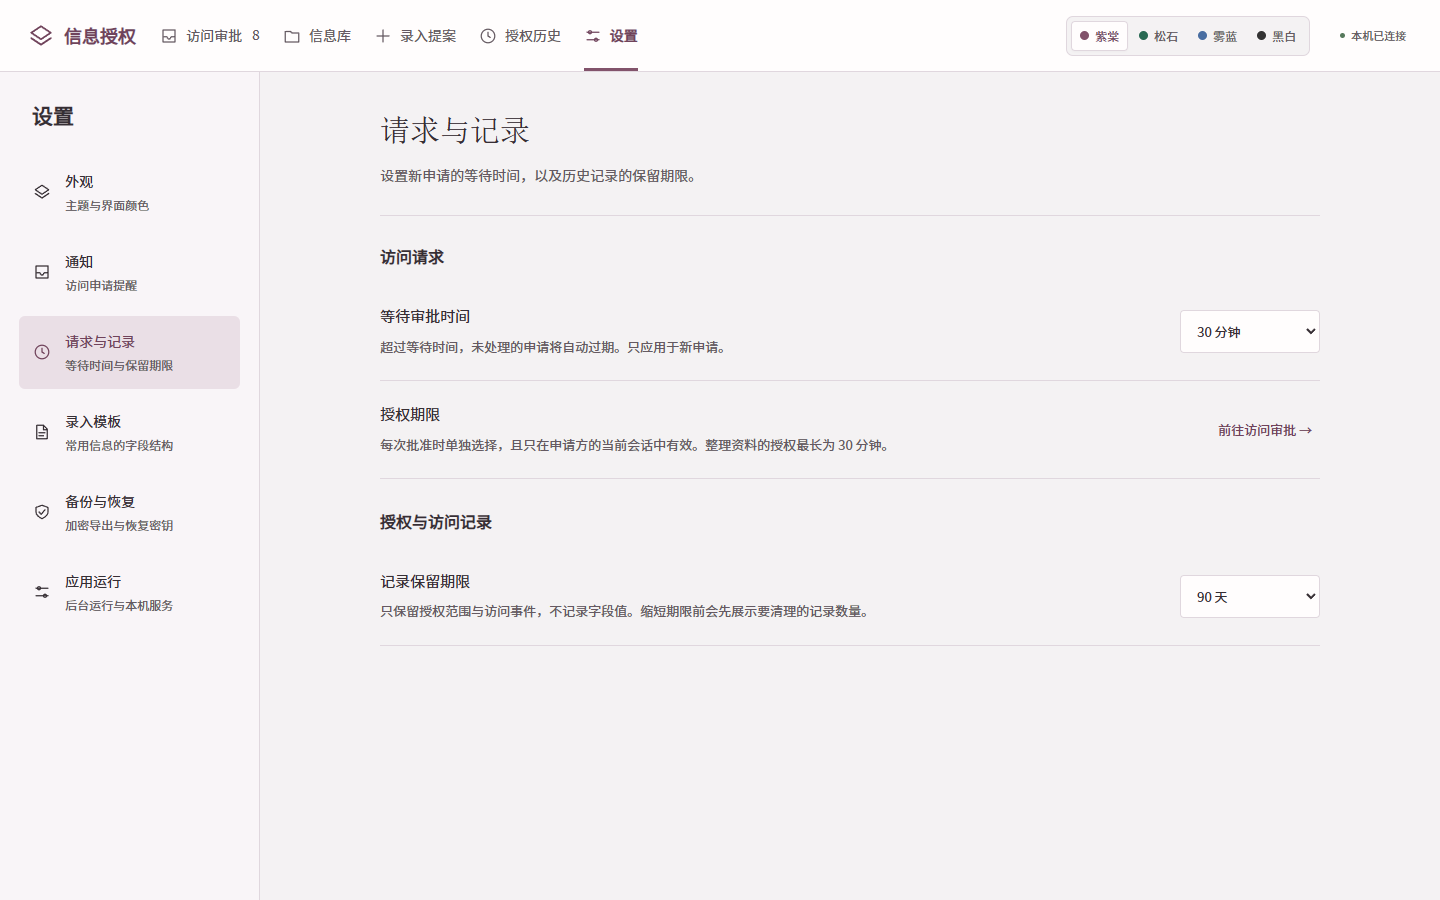 信息授权
访问审批 8
信息库
录入提案
授权历史
设置
紫棠
松石
雾蓝
黑白
本机已连接
设置
外观
主题与界面颜色
通知
访问申请提醒
请求与记录
等待时间与保留期限
录入模板
常用信息的字段结构
备份与恢复
加密导出与恢复密钥
应用运行
后台运行与本机服务
请求与记录
设置新申请的等待时间，以及历史记录的保留期限。
访问请求
等待审批时间
超过等待时间，未处理的申请将自动过期。只应用于新申请。
30 分钟
授权期限
每次批准时单独选择，且只在申请方的当前会话中有效。整理资料的授权最长为 30 分钟。
前往访问审批 →
授权与访问记录
记录保留期限
只保留授权范围与访问事件，不记录字段值。缩短期限前会先展示要清理的记录数量。
90 天